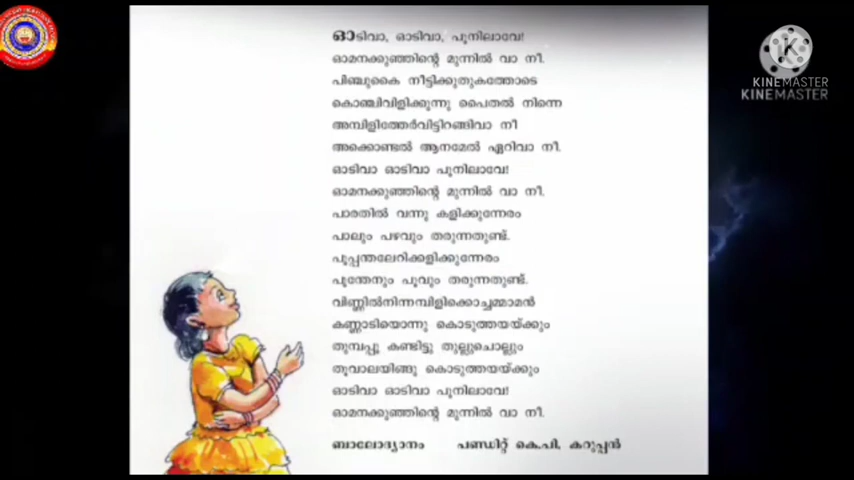 ഓടിവാ, ഓടിവാ, പൂനിലാവേ!
ഓമനക്കുഞ്ഞിന്റെ മുന്നിൽ വാ നീ.
പിഞ്ചുകൈ നീട്ടിക്കുതുകത്തോടെ
കൊഞ്ചിവിളിക്കുന്നു പൈതൽ നിന്നെ
അമ്പിളിത്തേർവിട്ടിറങ്ങിവാ നീ
അക്കൊണ്ടൽ ആനമേൽ ഏറിവാ നീ.
ഓടിവാ ഓടിവാ പൂനിലാവേ!
ഓമനക്കുഞ്ഞിന്റെ മുന്നിൽ വാ നീ.
പാരതിൽ വന്നു കളിക്കുന്നേരം
പാലും പഴവും തരുന്നതുണ്ട്.
പൂപ്പന്തലേറിക്കളിക്കുന്നേരം
പൂന്തേനും പൂവും തരുന്നതുണ്ട്.
വിണ്ണിൽനിന്നമ്പിളിക്കൊച്ചമ്മാമൻ
കണ്ണാടിയൊന്നു കൊടുത്തയയ്ക്കും
തുമ്പപ്പൂ കണ്ടിട്ടു തുല്ലുചൊല്ലും
തൂവാലയിങ്ങു കൊടുത്തയയ്ക്കും
ഓടിവാ ഓടിവാ പൂനിലാവേ!
ഓമനക്കുഞ്ഞിന്റെ മുന്നിൽ വാ നീ.
ബാലോദ്യാനം പണ്ഡിറ്റ് കെ.പി. കറുപ്പൻ
K
KINEMASTER
KINEMASTER